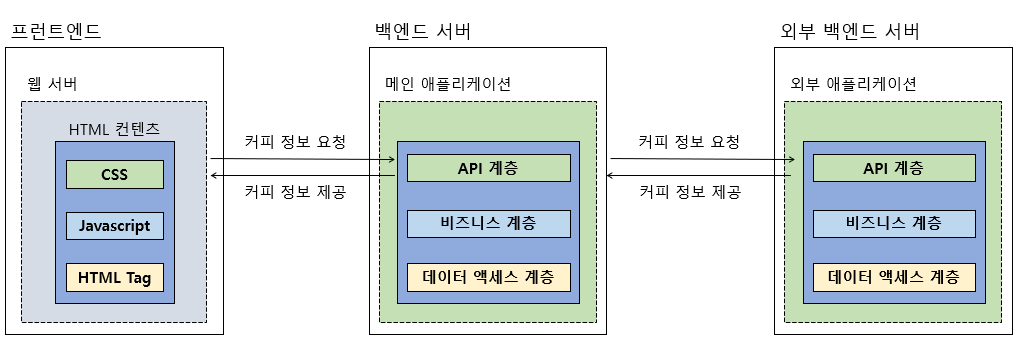 프런트엔드
웹 서버
HTML 컨텐츠
CSS
Javascript
HTML Tag
커피 정보 요청
커피 정보 제공
백엔드 서버
메인 애플리케이션
API 계층
비즈니스 계층
데이터 액세스 계층
커피 정보 요청
커피 정보 제공
외부 백엔드 서버
외부 애플리케이션
API 계층
비즈니스 계층
데이터 액세스 계층